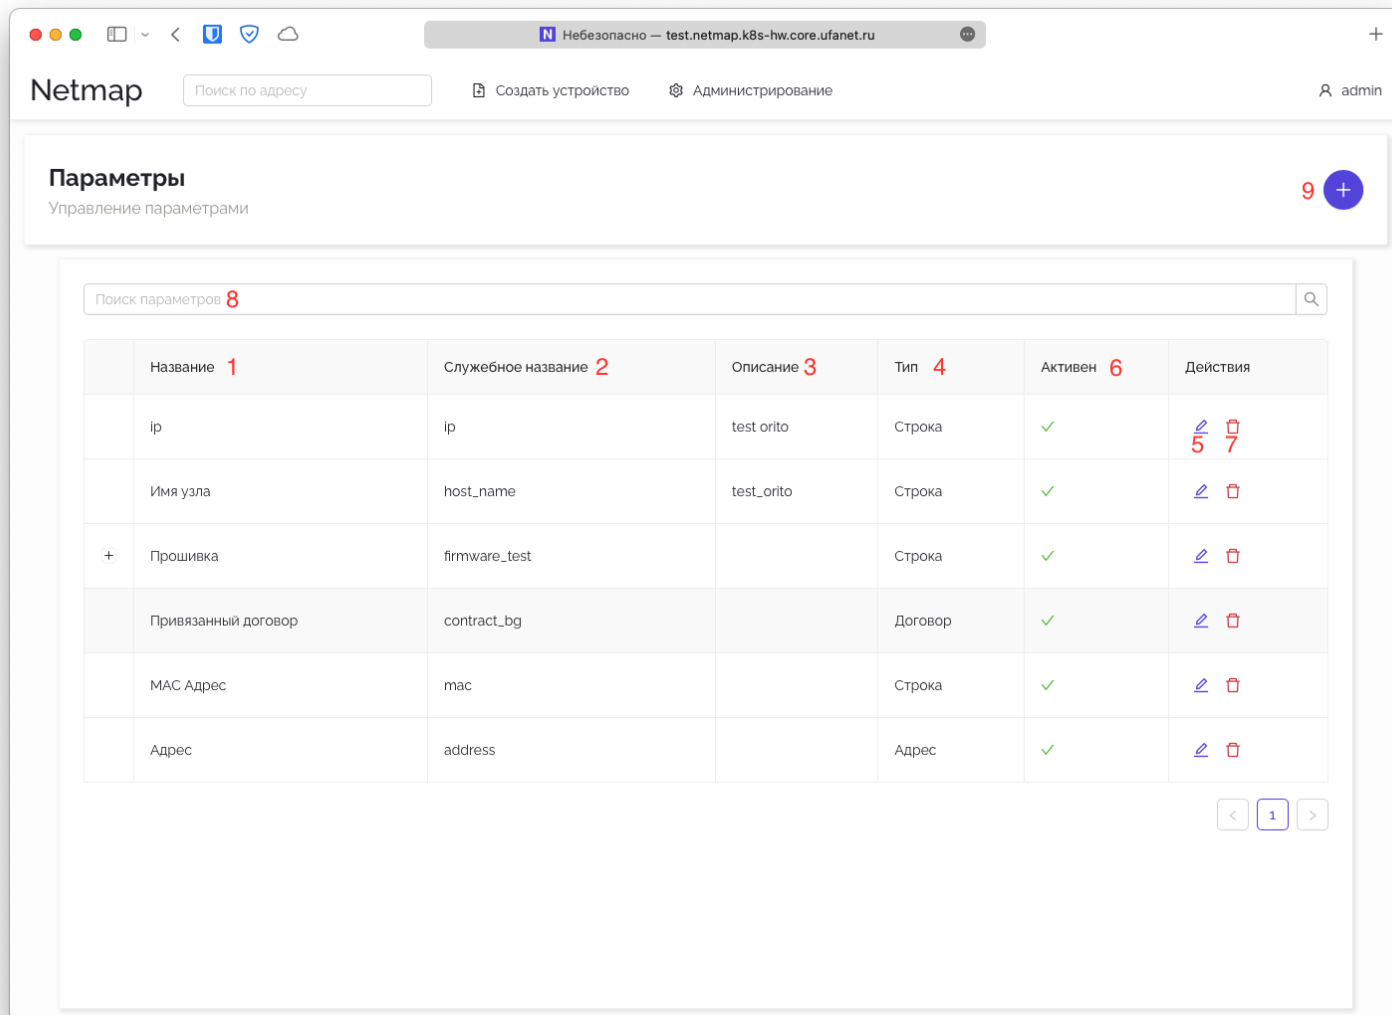 N Небезопасно — test.netmap.k8s-hw.core.ufanet.ru
Netmap Поиск по адресу Создать устройство Администрирование admin
Параметры
Управление параметрами
9
Поиск параметров 8
Название 1 Служебное название 2 Описание 3 Тип 4 Активен 6 Действия
ip ip test orito Строка
5 7
Имя узла host_name test_orito Строка
Прошивка firmware_test Строка
Привязанный договор contract_bg Договор
MAC Адрес mac Строка
Адрес address Адрес
< 1 >